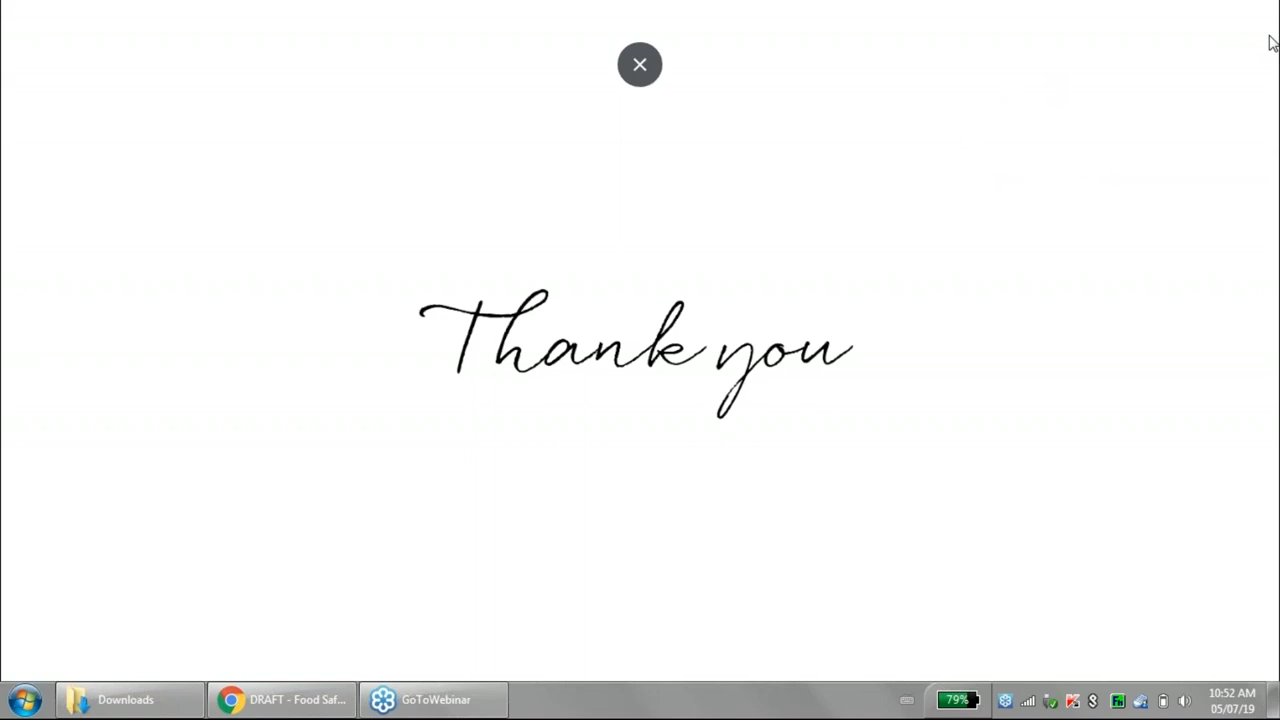 Thank you
Downloads
DRAFT - Food Saf...
GoToWebinar
79%
10:52 AM
05/07/19